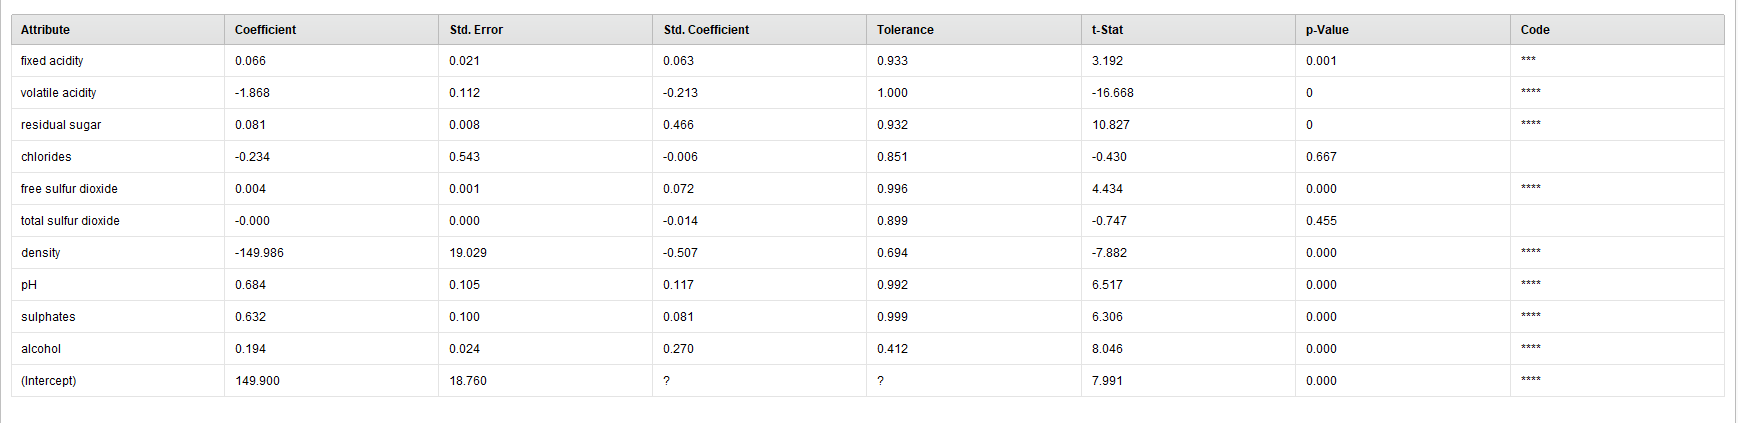 Attribute Coefficient Std. Error Std. Coefficient Tolerance t-Stat p-Value Code
fixed acidity 0.066 0.021 0.063 0.933 3.192 0.001 ***
volatile acidity -1.868 0.112 -0.213 1.000 -16.668 0 ****
residual sugar 0.081 0.008 0.466 0.932 10.827 0 ****
chlorides -0.234 0.543 -0.006 0.851 -0.430 0.667
free sulfur dioxide 0.004 0.001 0.072 0.996 4.434 0.000 ****
total sulfur dioxide -0.000 0.000 -0.014 0.899 -0.747 0.455
density -149.986 19.029 -0.507 0.694 -7.882 0.000 ****
pH 0.684 0.105 0.117 0.992 6.517 0.000 ****
sulphates 0.632 0.100 0.081 0.999 6.306 0.000 ****
alcohol 0.194 0.024 0.270 0.412 8.046 0.000 ****
(Intercept) 149.900 18.760 ? ? 7.991 0.000 ****